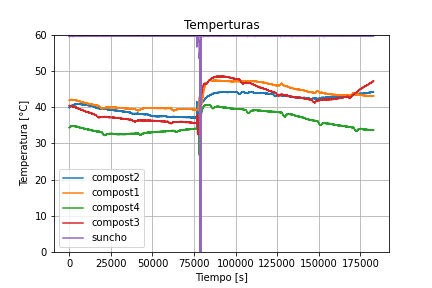 Temperturas
Temperatura [°C]
60
50
40
30
20
10
0
compost2
compost1
compost4
compost3
suncho
0 25000 50000 75000 100000 125000 150000 175000
Tiempo [s]